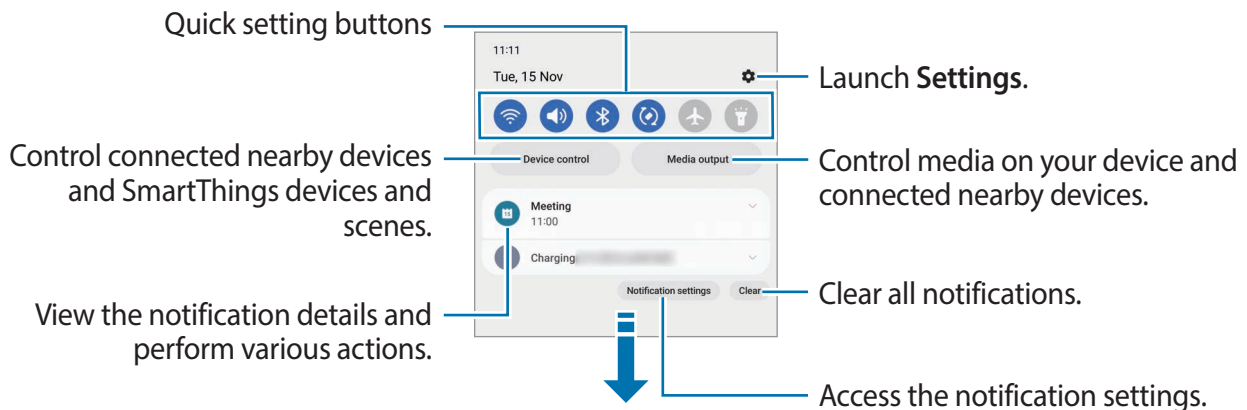 Quick setting buttons
11:11
Tue, 15 Nov
Launch Settings.
Control connected nearby devices
and SmartThings devices and
scenes.
Device control
Media output
Control media on your device and
connected nearby devices.
15
Meeting
11:00
Charging
Notification settings
Clear
Clear all notifications.
View the notification details and
perform various actions.
Access the notification settings.